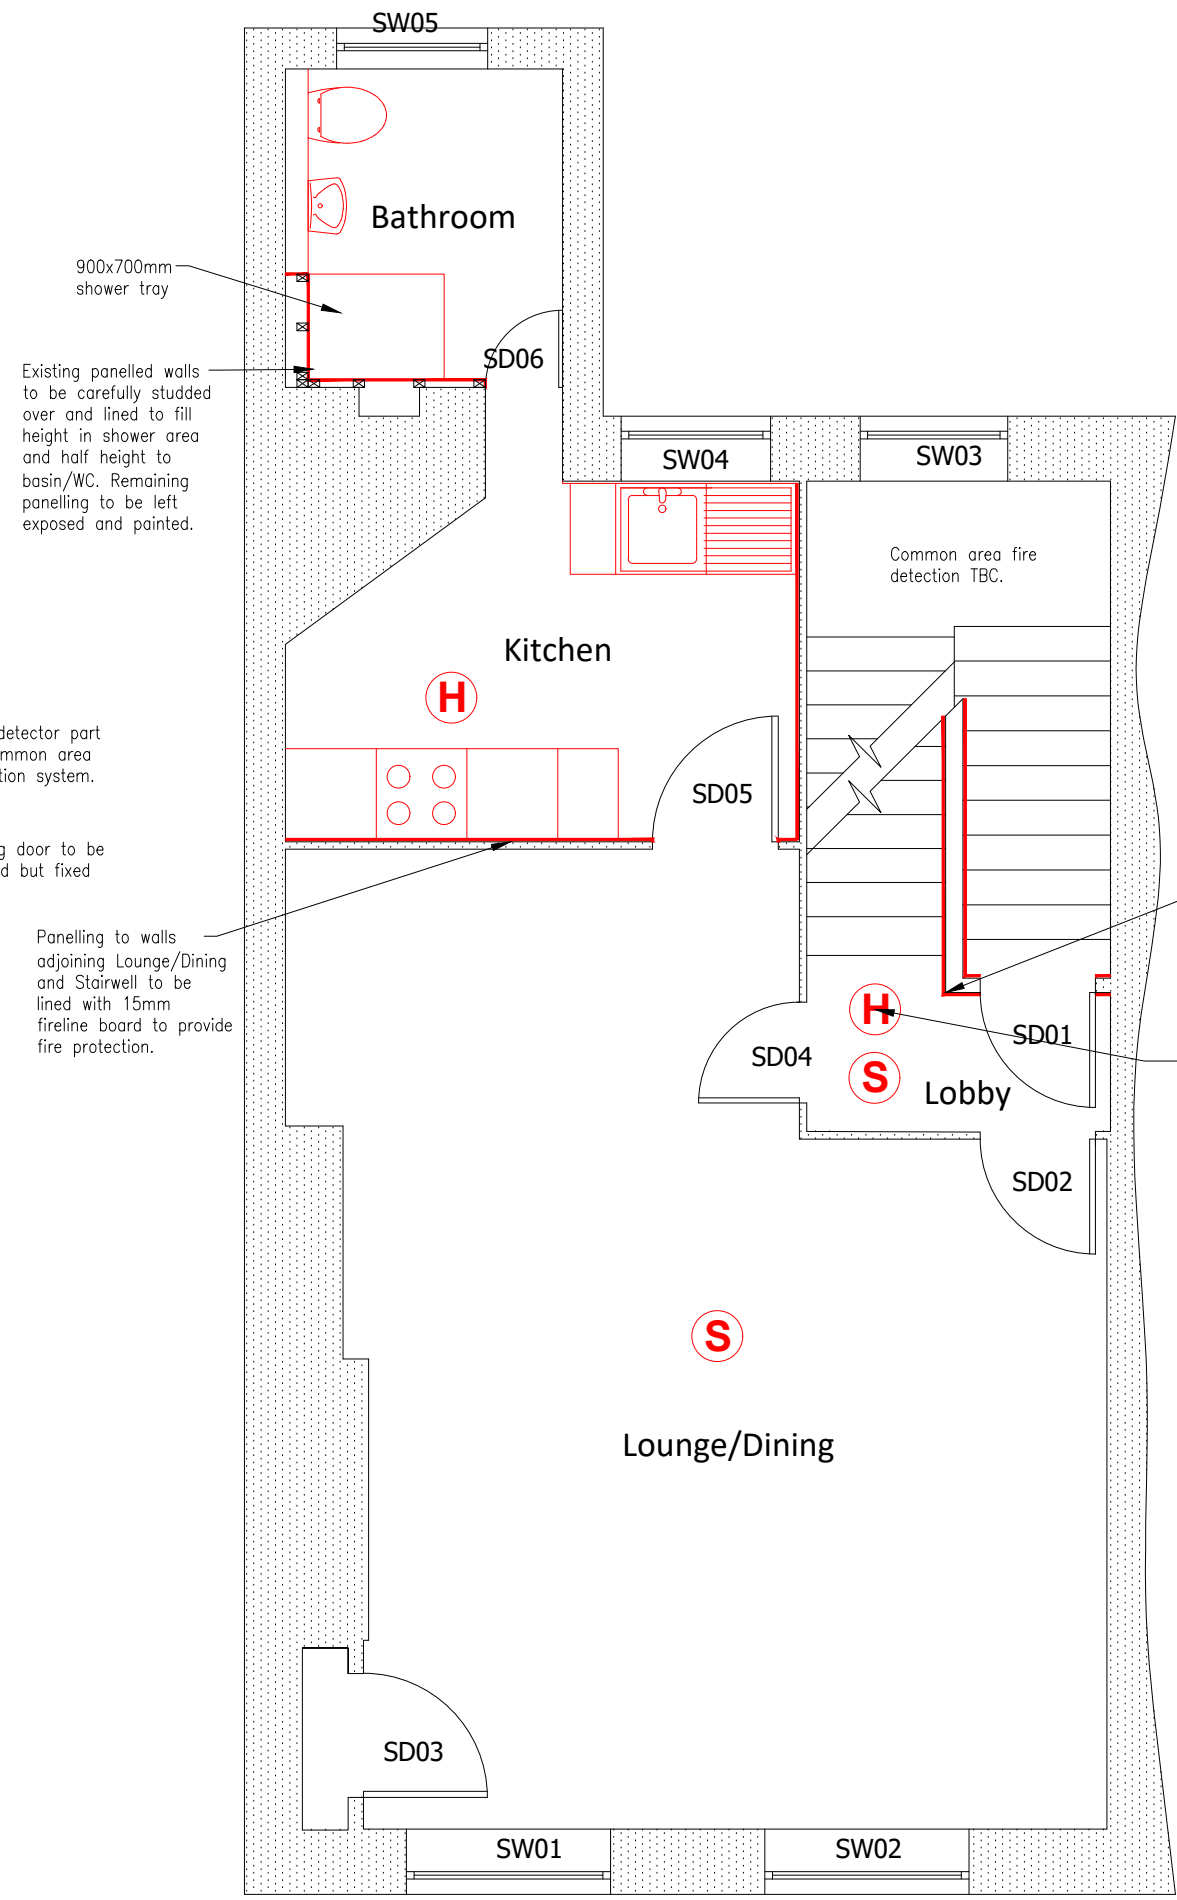 SW05
Bathroom
900x700mm
shower tray
SD06
Existing panelled walls
to be carefully studded
over and lined to fill
height in shower area
and half height to
basin/WC. Remaining
panelling to be left
exposed and painted.
SW04
SW03
Common area fire
detection TBC.
Kitchen
H
detector part
mmon area
tion system.
SD05
g door to be
d but fixed
Panelling to walls
adjoining Lounge/Dining
and Stairwell to be
lined with 15mm
fireline board to provide
fire protection.
H
SD01
SD04
S
Lobby
SD02
S
Lounge/Dining
SD03
SW01
SW02